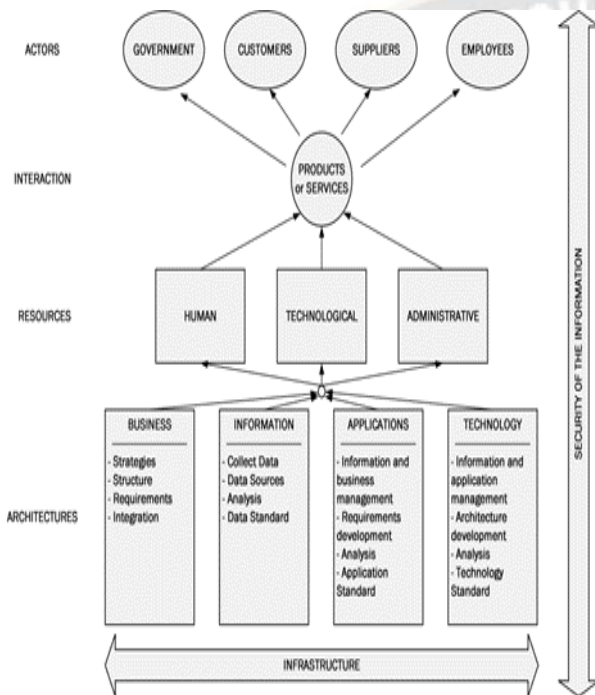 ACTORS
GOVERNMENT
CUSTOMERS
SUPPLIERS
EMPLOYEES
INTERACTION
PRODUCTS
or SERVICES
RESOURCES
HUMAN
TECHNOLOGICAL
ADMINISTRATIVE
ARCHITECTURES
BUSINESS
- Strategies
- Structure
- Requirements
- Integration
INFORMATION
- Collect Data
- Data Sources
- Analysis
- Data Standard
APPLICATIONS
- Information and
business
management
- Requirements
development
- Analysis
- Application
Standard
TECHNOLOGY
- Information and
application
management
- Architecture
development
- Analysis
- Technology
Standard
INFRASTRUCTURE
SECURITY OF THE INFORMATION